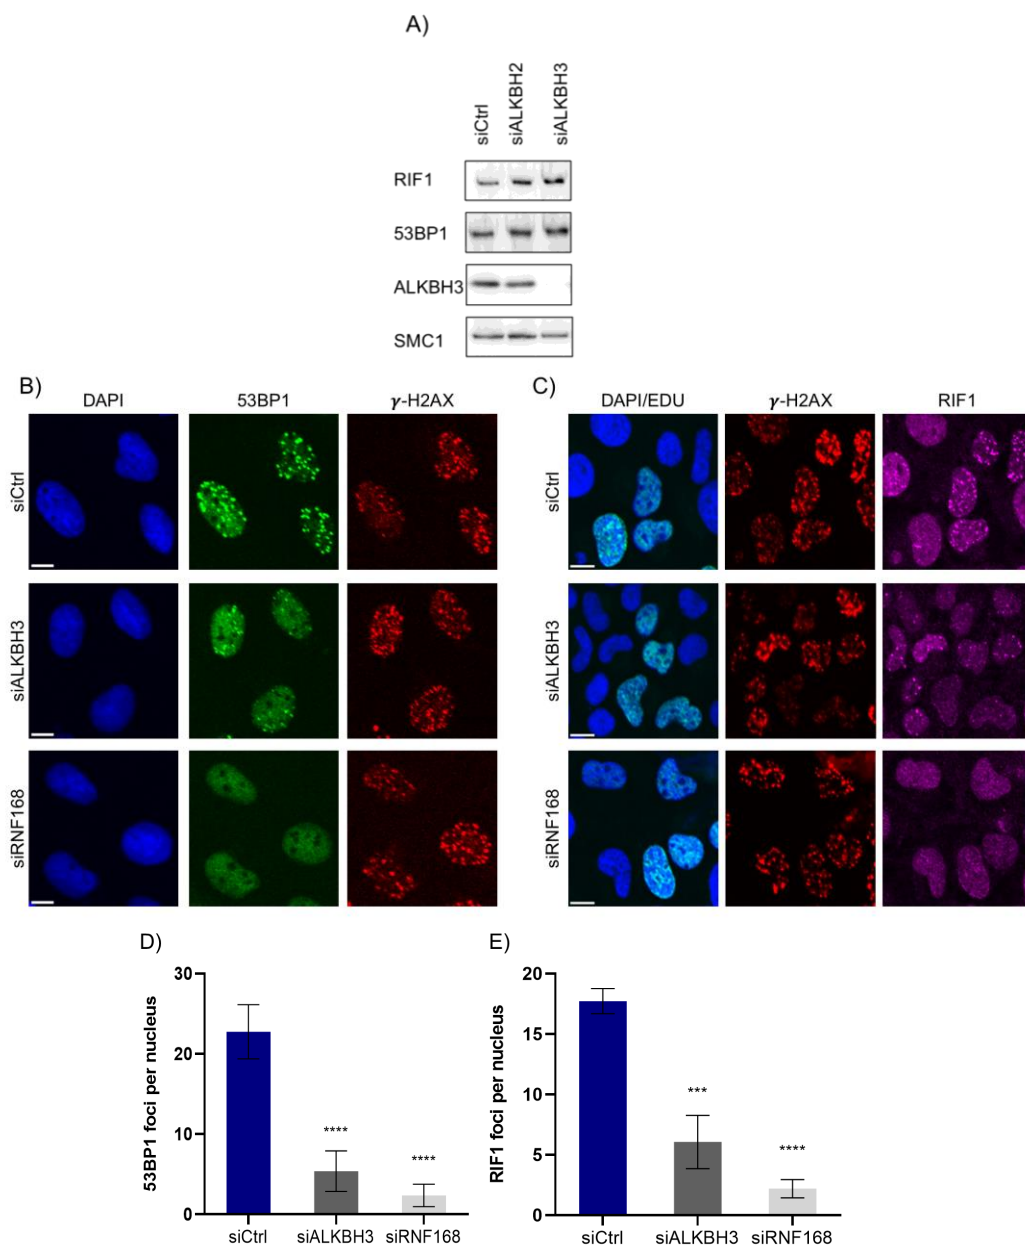 A)
siCtrl
siALKBH2
siALKBH3
RIF1
53BP1
ALKBH3
SMC1
B)
DAPI
53BP1
γ-H2AX
siCtrl
siALKBH3
siRNF168
C)
DAPI/EDU
γ-H2AX
RIF1
siCtrl
siALKBH3
siRNF168
D)
53BP1 foci per nucleus
30
20
10
0
****
****
siCtrl
siALKBH3
siRNF168
E)
RIF1 foci per nucleus
20
15
10
5
0
***
****
siCtrl
siALKBH3
siRNF168